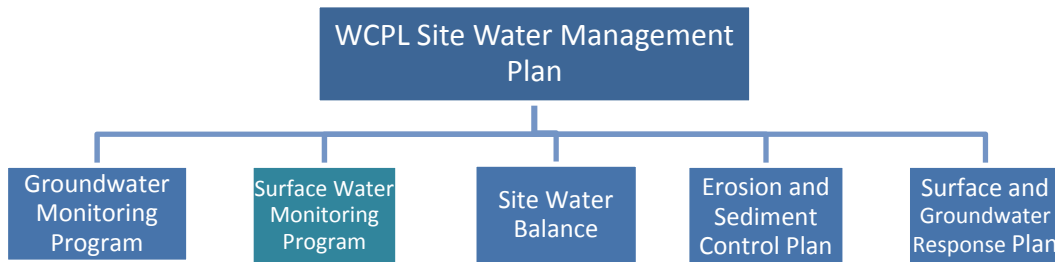 WCPL Site Water Management
Plan
Groundwater
Monitoring
Program
Surface Water
Monitoring
Program
Site Water
Balance
Erosion and
Sediment
Control Plan
Surface and
Groundwater
Response Plan